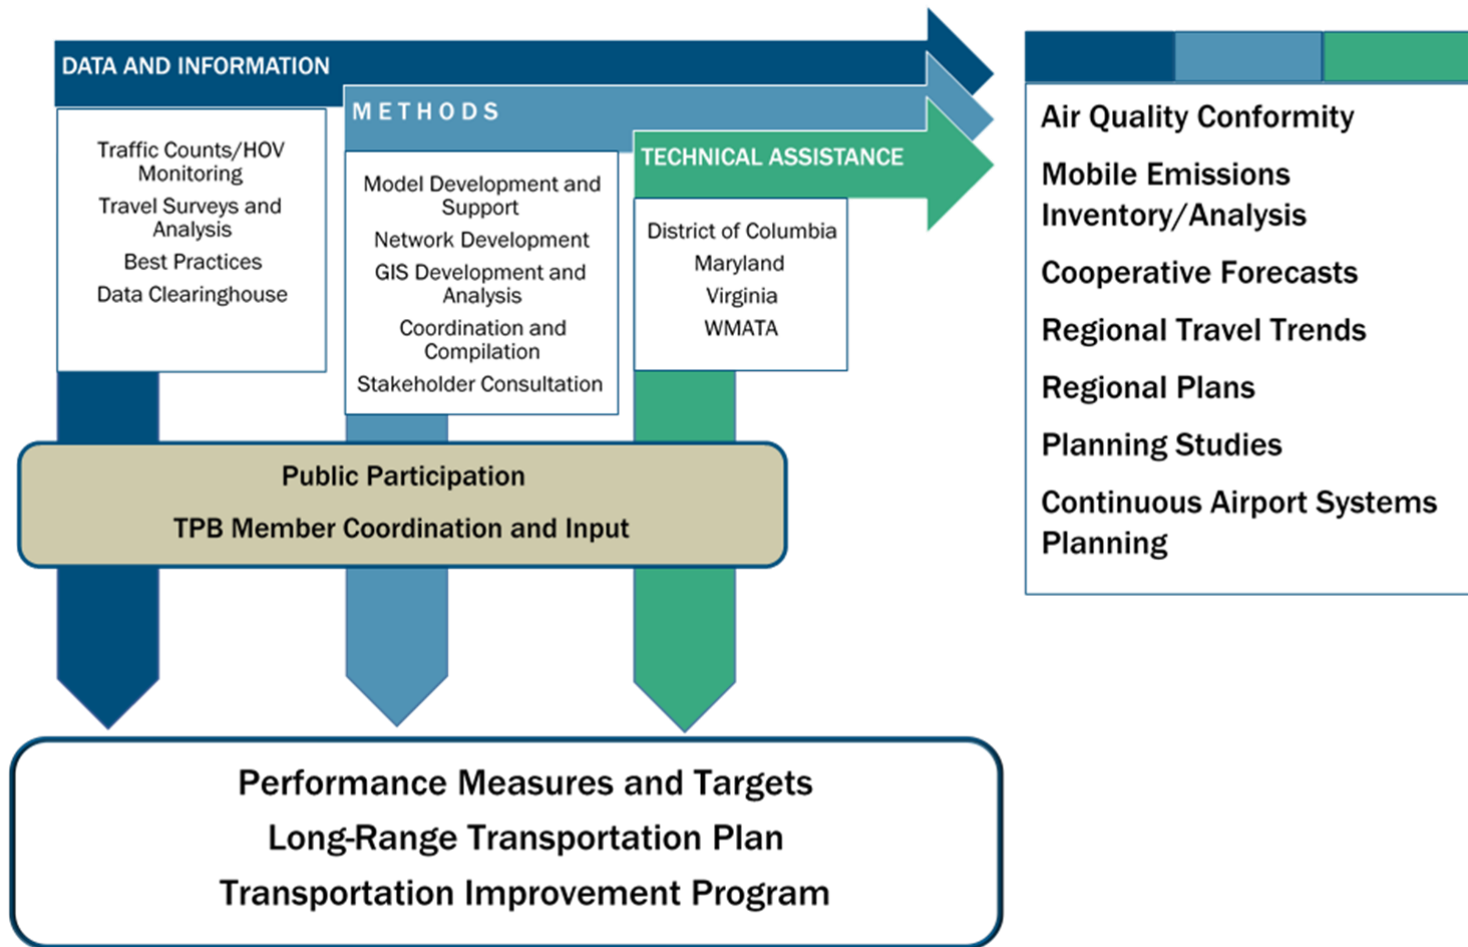 DATA AND INFORMATION
Traffic Counts/HOV
Monitoring
Travel Surveys and
Analysis
Best Practices
Data Clearinghouse
METHODS
Model Development and
Support
Network Development
GIS Development and
Analysis
Coordination and
Compilation
Stakeholder Consultation
TECHNICAL ASSISTANCE
District of Columbia
Maryland
Virginia
WMATA
Public Participation
TPB Member Coordination and Input
Performance Measures and Targets
Long-Range Transportation Plan
Transportation Improvement Program
Air Quality Conformity
Mobile Emissions
Inventory/Analysis
Cooperative Forecasts
Regional Travel Trends
Regional Plans
Planning Studies
Continuous Airport Systems
Planning